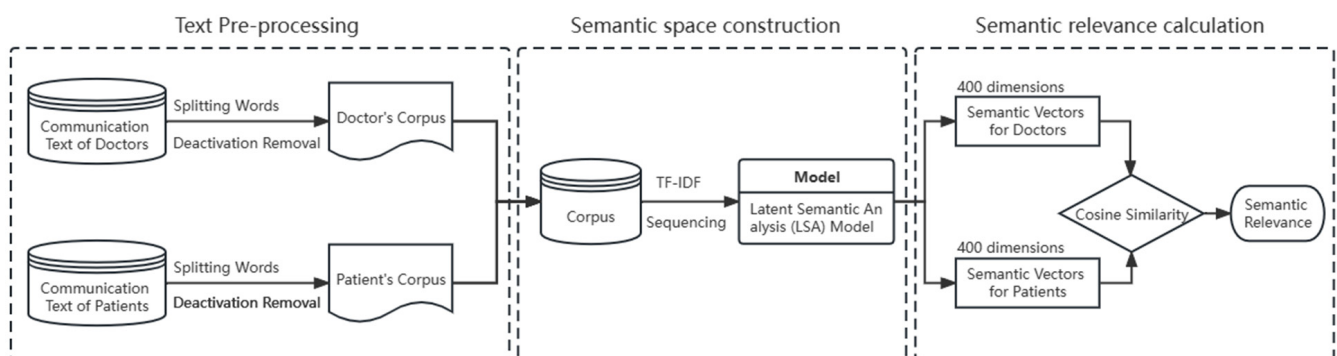 Text Pre-processing
Semantic space construction
Semantic relevance calculation
Communication
Text of Doctors
Splitting Words
Deactivation Removal
Doctor's Corpus
Communication
Text of Patients
Splitting Words
Deactivation Removal
Patient's Corpus
Corpus
TF-IDF
Sequencing
Model
Latent Semantic An
alysis (LSA) Model
400 dimensions
Semantic Vectors
for Doctors
400 dimensions
Semantic Vectors
for Patients
Cosine Similarity
Semantic
Relevance